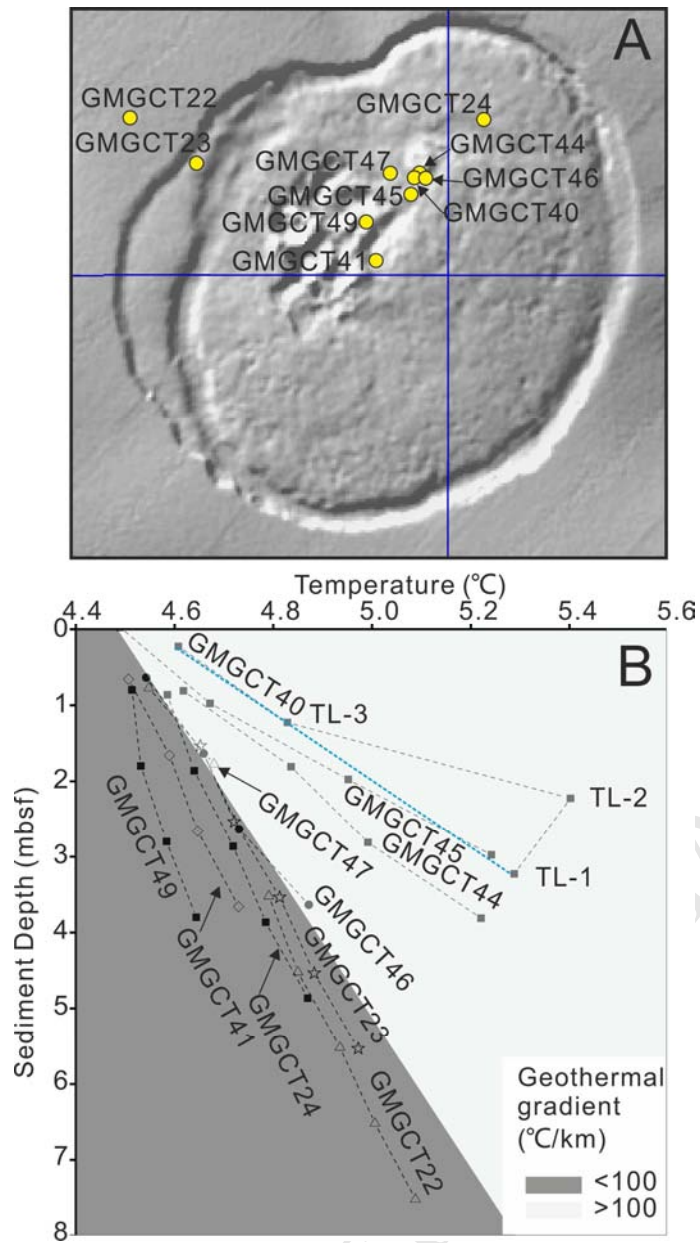 A
GMGCT22
GMGCT24
GMGCT23
GMGCT44
GMGCT47
GMGCT46
GMGCT45
GMGCT40
GMGCT49
GMGCT41
Temperature (℃)
4.4 4.6 4.8 5.0 5.2 5.4 5.6
B
Sediment Depth (mbsf)
0
1
2
3
4
5
6
7
8
GMGCT40
TL-3
TL-2
TL-1
GMGCT45
GMGCT44
GMGCT47
GMGCT46
GMGCT49
GMGCT41
GMGCT24
GMGCT23
GMGCT22
Geothermal
gradient
(℃/km)
<100
>100